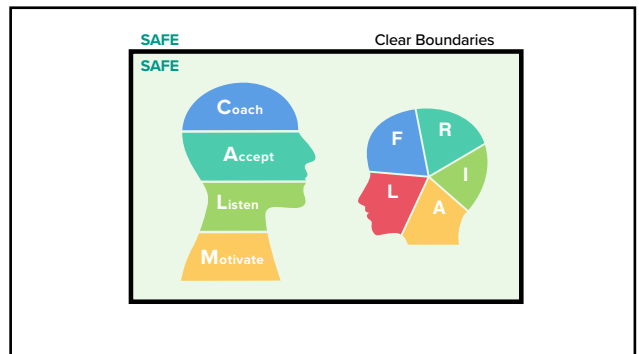 SAFE Clear Boundaries
SAFE
Coach
Accept
Listen
Motivate
F R
L A I